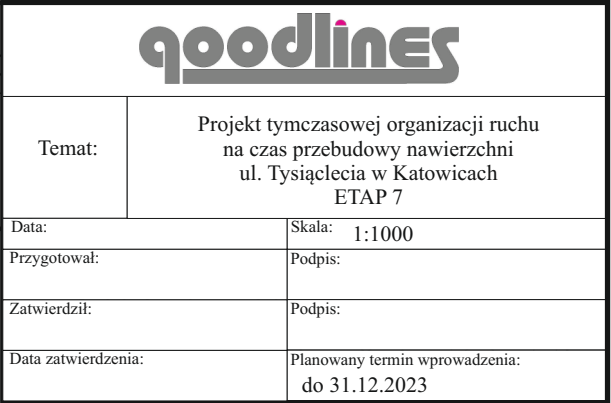 goodlines
Temat:
Projekt tymczasowej organizacji ruchu
na czas przebudowy nawierzchni
ul. Tysiąclecia w Katowicach
ETAP 7
Data:
Skala: 1:1000
Przygotował:
Podpis:
Zatwierdził:
Podpis:
Data zatwierdzenia:
Planowany termin wprowadzenia:
do 31.12.2023